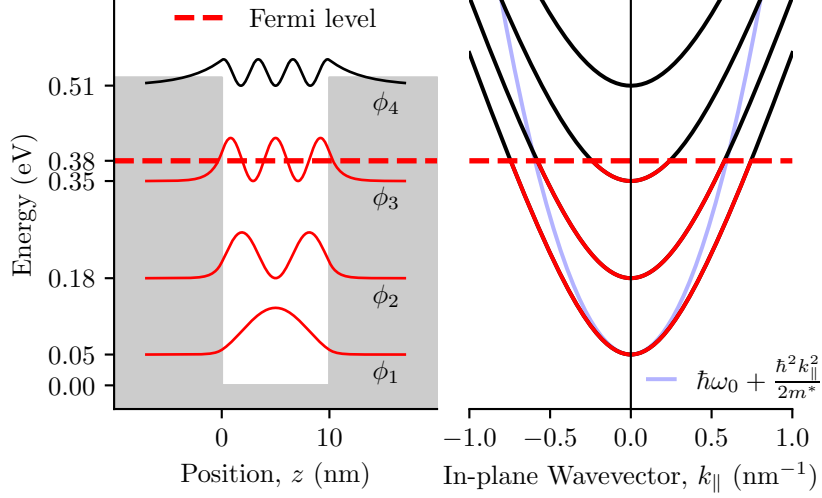 Fermi level
Energy (eV)
0.51
0.38
0.35
0.18
0.05
0.00
ϕ4
ϕ3
ϕ2
ϕ1
0
10
Position, z (nm)
ħω₀ + ħ²k∥²/2m*
−1.0
−0.5
0.0
0.5
1.0
In-plane Wavevector, k∥ (nm⁻¹)